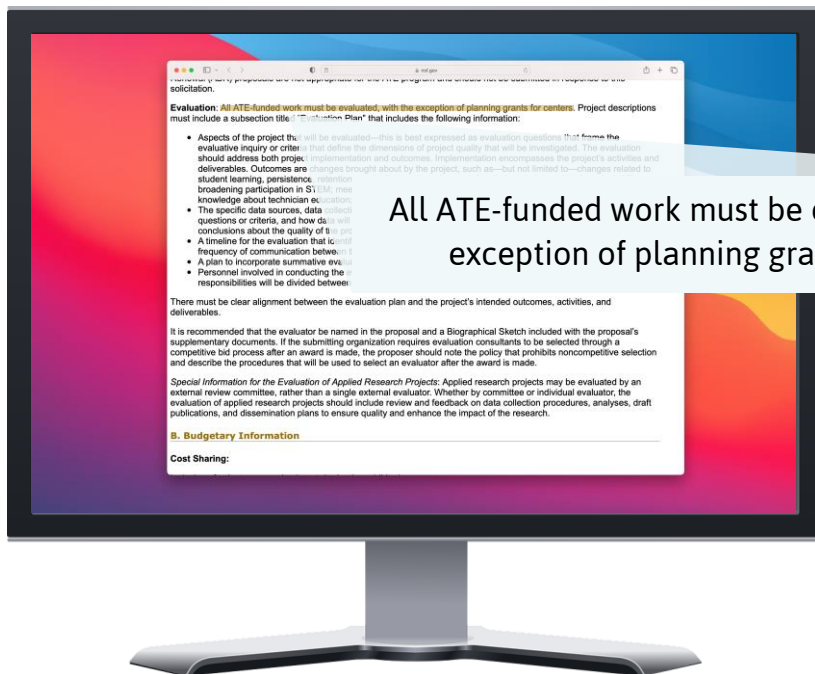 nsf.gov
solicitation.
Evaluation: All ATE-funded work must be evaluated, with the exception of planning grants for centers. Project descriptions
must include a subsection titled "Evaluation Plan" that includes the following information:
• Aspects of the project that will be evaluated—this is best expressed as evaluation questions that frame the
evaluative inquiry or criteria that define the dimensions of project quality that will be investigated. The evaluation
should address both project implementation and outcomes. Implementation encompasses the project's activities and
deliverables. Outcomes are changes brought about by the project, such as—but not limited to—changes related to
student learning, persistence, retention
broadening participation in STEM;
knowledge about technician education;
• The specific data sources, data
questions or criteria, and how data will
conclusions about the quality of the
• A timeline for the evaluation that
frequency of communication between
• A plan to incorporate summative
• Personnel involved in conducting the
responsibilities will be divided between
All ATE-funded work must be
exception of planning
There must be clear alignment between the evaluation plan and the project's intended outcomes, activities, and
deliverables.
It is recommended that the evaluator be named in the proposal and a Biographical Sketch included with the proposal's
supplementary documents. If the submitting organization requires evaluation consultants to be selected through a
competitive bid process after an award is made, the proposer should note the policy that prohibits noncompetitive selection
and describe the procedures that will be used to select an evaluator after the award is made.
Special Information for the Evaluation of Applied Research Projects: Applied research projects may be evaluated by an
external review committee, rather than a single external evaluator. Whether by committee or individual evaluator, the
evaluation of applied research projects should include review and feedback on data collection procedures, analyses, draft
publications, and dissemination plans to ensure quality and enhance the impact of the research.
B. Budgetary Information
Cost Sharing: